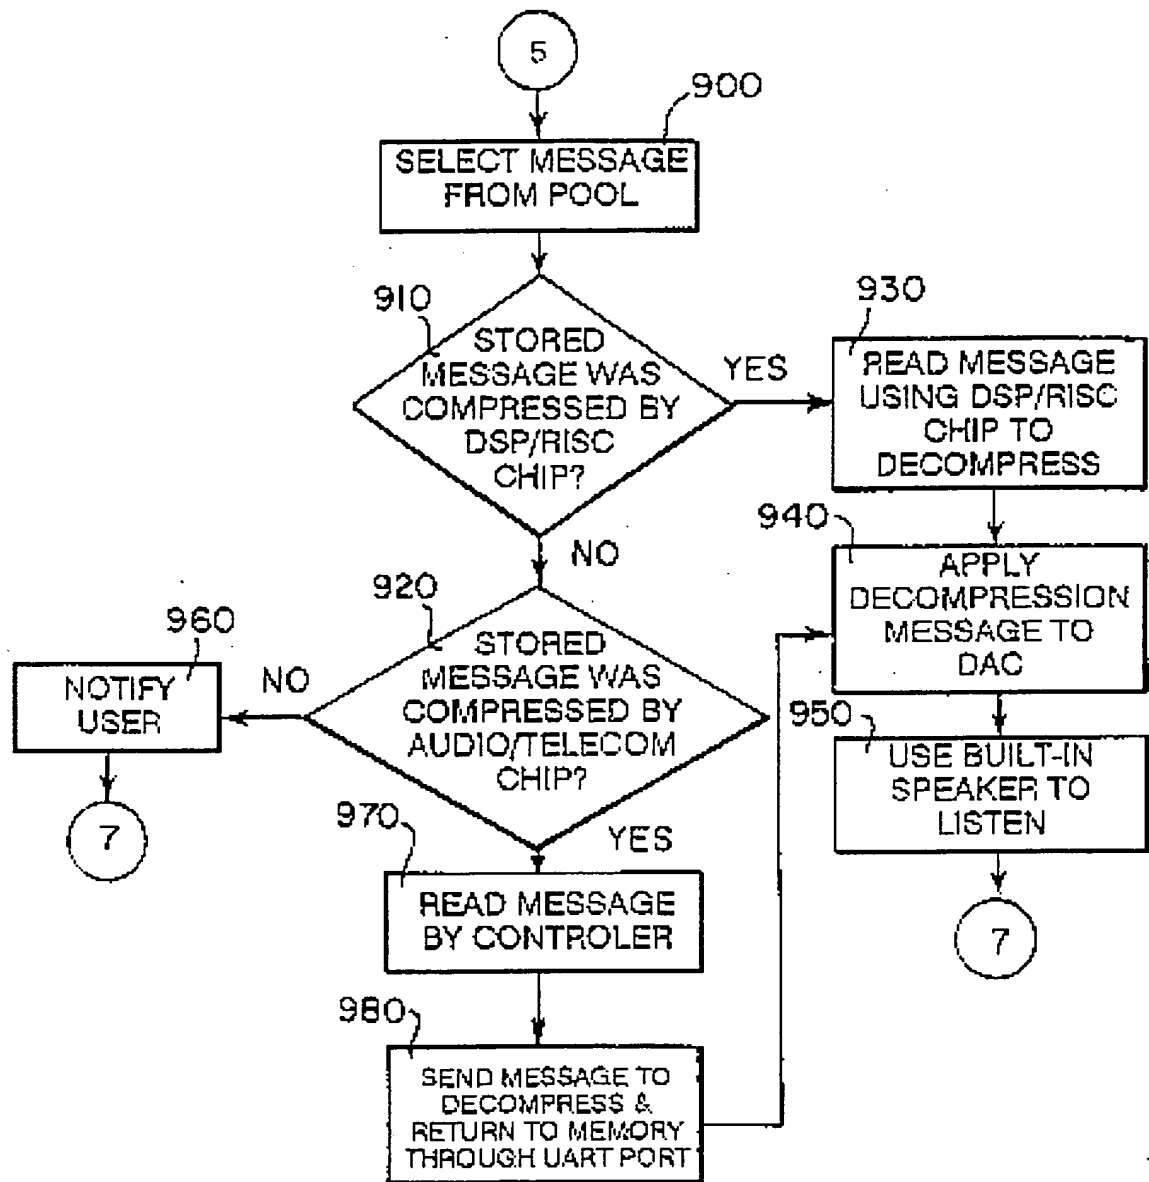 5
900
SELECT MESSAGE
FROM POOL
910
STORED
MESSAGE WAS
COMPRESSED BY
DSP/RISC
CHIP?
YES
930
READ MESSAGE
USING DSP/RISC
CHIP TO
DECOMPRESS
NO
940
APPLY
DECOMPRESSION
MESSAGE TO
DAC
920
STORED
MESSAGE WAS
COMPRESSED BY
AUDIO/TELECOM
CHIP?
NO
960
NOTIFY
USER
7
950
USE BUILT-IN
SPEAKER TO
LISTEN
7
YES
970
READ MESSAGE
BY CONTROLER
980
SEND MESSAGE TO
DECOMPRESS &
RETURN TO MEMORY
THROUGH UART PORT